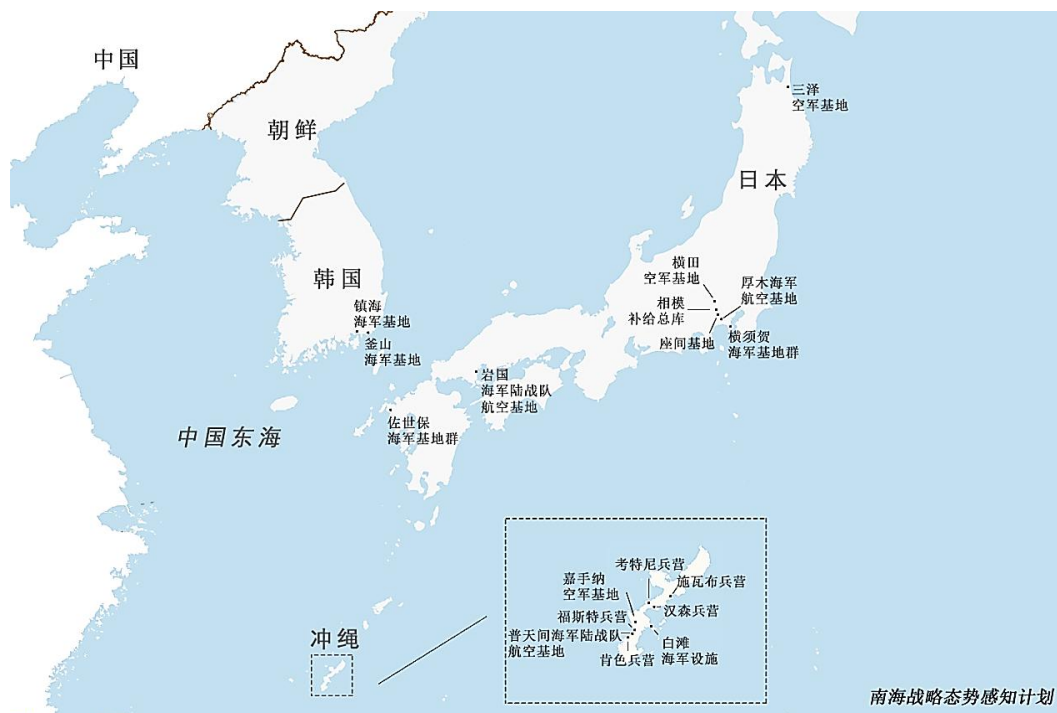 中国
三泽
空军基地
朝鲜
日本
横田
空军基地
厚木海军
航空基地
韩国
相模
补给总库
镇海
海军基地
座间基地
横须贺
海军基地群
釜山
海军基地
岩国
海军陆战队
航空基地
佐世保
海军基地群
中国东海
考特尼兵营
嘉手纳
空军基地
施瓦布兵营
福斯特兵营
汉森兵营
普天间海军陆战队
航空基地
白滩
海军设施
肯色兵营
冲绳
南海战略态势感知计划